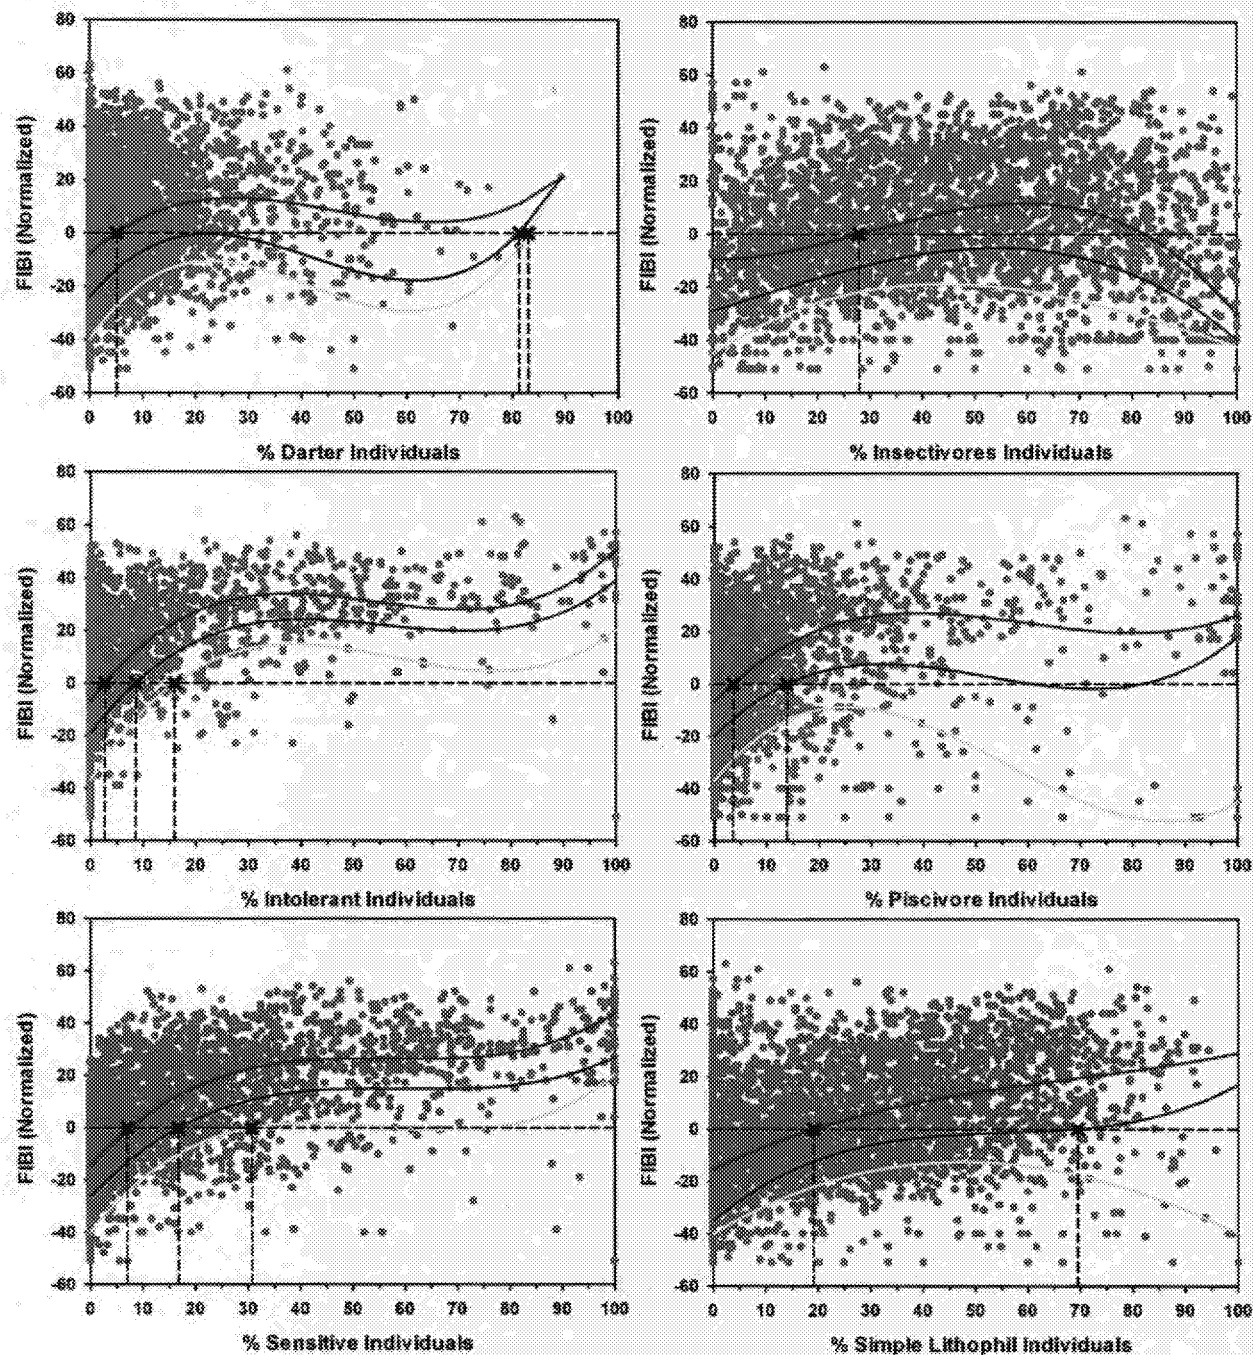 80
60
40
20
0
-20
-40
-60
FIBI (Normalized)
0 10 20 30 40 50 60 70 80 90 100
% Darter Individuals
80
60
40
20
0
-20
-40
-60
FIBI (Normalized)
0 10 20 30 40 50 60 70 80 90 100
% Insectivores Individuals
80
60
40
20
0
-20
-40
-60
FIBI (Normalized)
0 10 20 30 40 50 60 70 80 90 100
% Intolerant Individuals
80
60
40
20
0
-20
-40
-60
FIBI (Normalized)
0 10 20 30 40 50 60 70 80 90 100
% Piscivore Individuals
80
60
40
20
0
-20
-40
-60
FIBI (Normalized)
0 10 20 30 40 50 60 70 80 90 100
% Sensitive Individuals
80
60
40
20
0
-20
-40
-60
FIBI (Normalized)
0 10 20 30 40 50 60 70 80 90 100
% Simple Lithophil Individuals